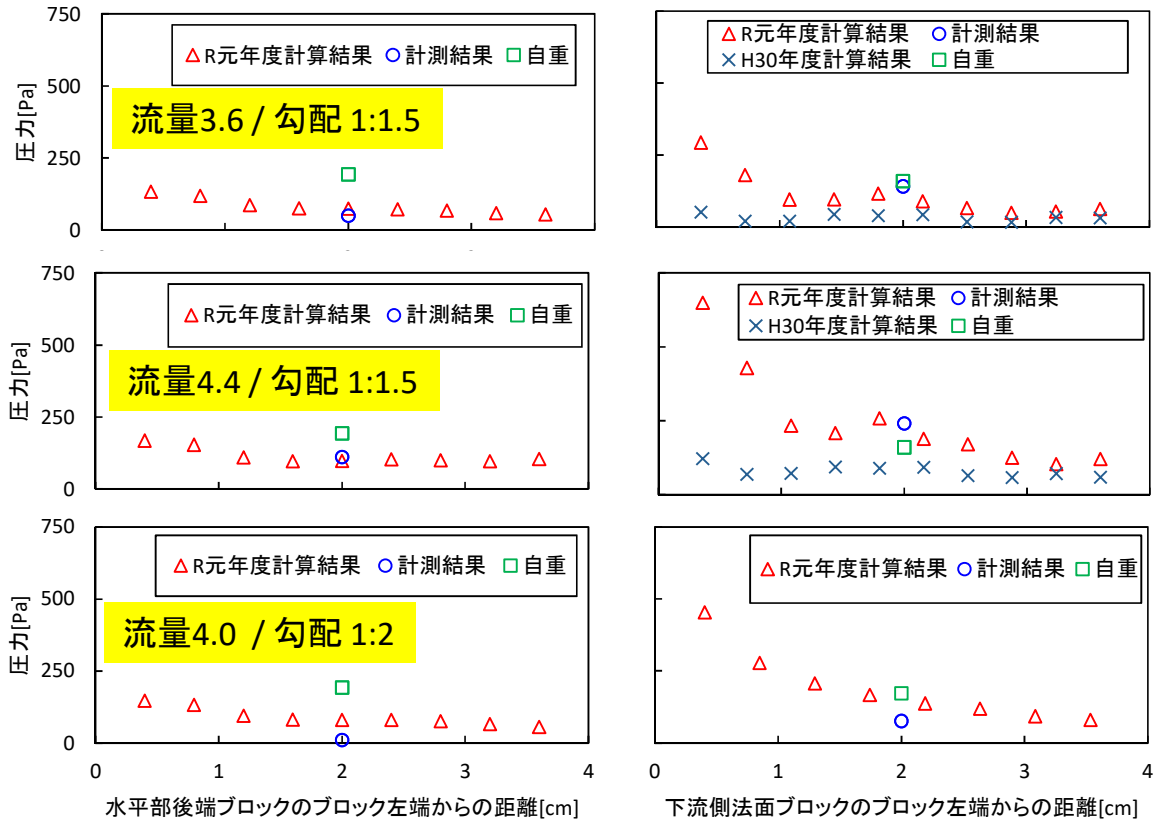 750
500
250
0
圧力[Pa]
R元年度計算結果 計測結果 自重
流量3.6 / 勾配 1:1.5
R元年度計算結果 計測結果
H30年度計算結果 自重
750
500
250
0
圧力[Pa]
R元年度計算結果 計測結果 自重
流量4.4 / 勾配 1:1.5
R元年度計算結果 計測結果
H30年度計算結果 自重
750
500
250
0
圧力[Pa]
R元年度計算結果 計測結果 自重
流量4.0 / 勾配 1:2
R元年度計算結果 計測結果 自重
0 1 2 3 4
水平部後端ブロックのブロック左端からの距離[cm]
0 1 2 3 4
下流側法面ブロックのブロック左端からの距離[cm]